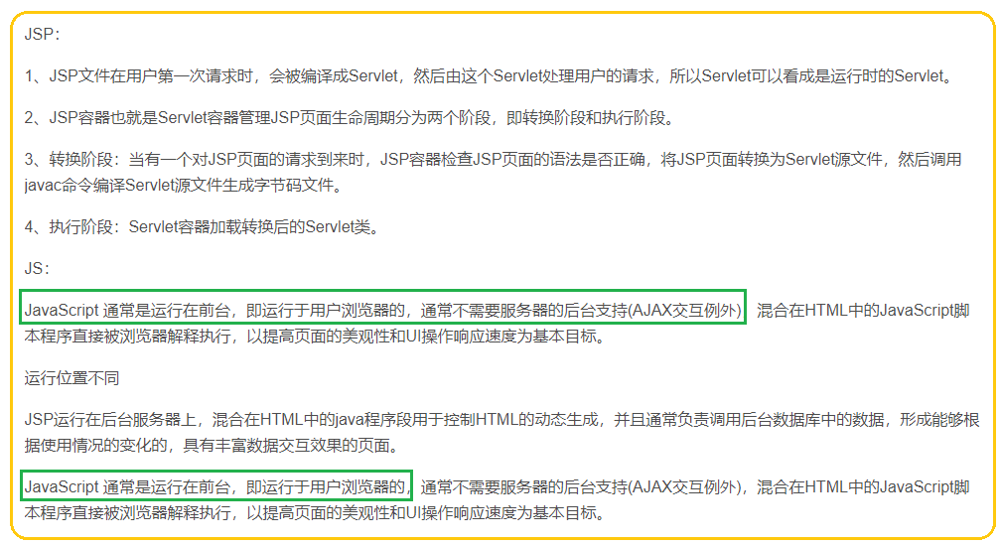 JSP：
1、JSP文件在用户第一次请求时，会被编译成Servlet，然后由这个Servlet处理用户的请求，所以Servlet可以看成是运行时的Servlet。
2、JSP容器也就是Servlet容器管理JSP页面生命周期分为两个阶段，即转换阶段和执行阶段。
3、转换阶段：当有一个对JSP页面的请求到来时，JSP容器检查JSP页面的语法是否正确，将JSP页面转换为Servlet源文件，然后调用
javac命令编译Servlet源文件生成字节码文件。
4、执行阶段：Servlet容器加载转换后的Servlet类。
JS：
JavaScript 通常是运行在前台，即运行于用户浏览器的，通常不需要服务器的后台支持(AJAX交互例外)，混合在HTML中的JavaScript脚
本程序直接被浏览器解释执行，以提高页面的美观性和UI操作响应速度为基本目标。
运行位置不同
JSP运行在后台服务器上，混合在HTML中的java程序段用于控制HTML的动态生成，并且通常负责调用后台数据库中的数据，形成能够根
据使用情况的变化的，具有丰富数据交互效果的页面。
JavaScript 通常是运行在前台，即运行于用户浏览器的，通常不需要服务器的后台支持(AJAX交互例外)，混合在HTML中的JavaScript脚
本程序直接被浏览器解释执行，以提高页面的美观性和UI操作响应速度为基本目标。